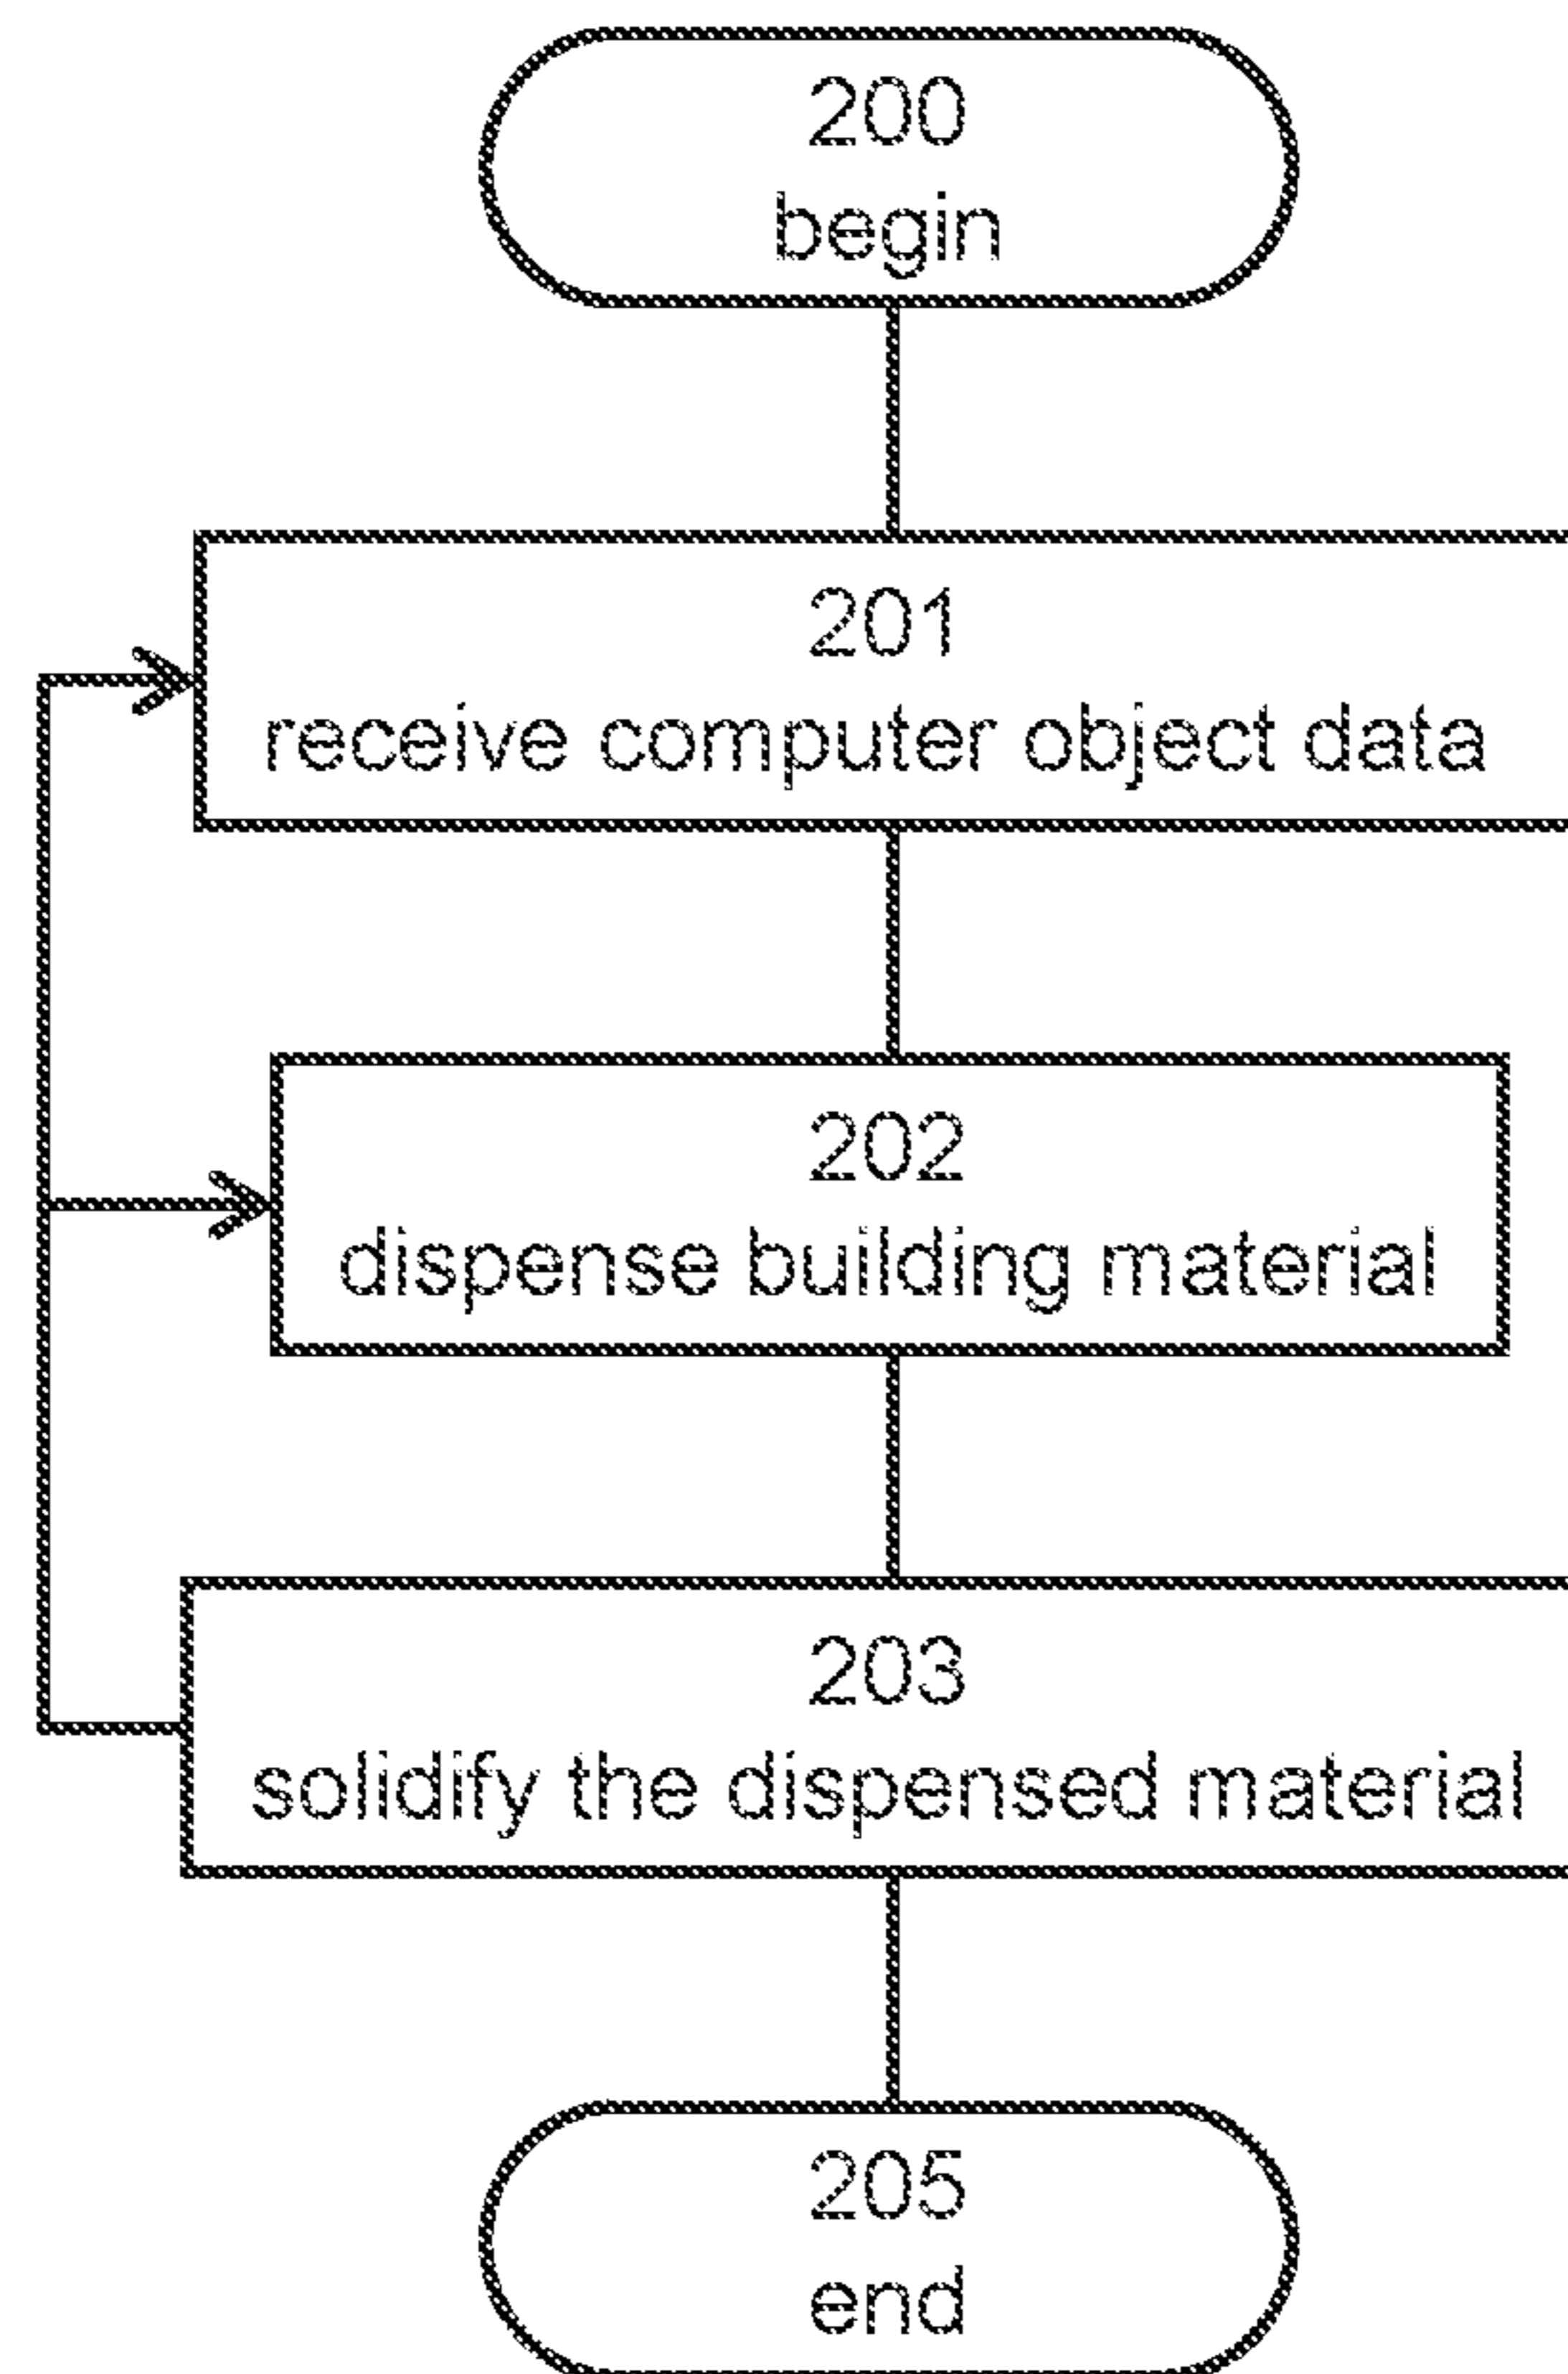 200
begin
201
receive computer object data
202
dispense building material
203
solidify the dispensed material
205
end